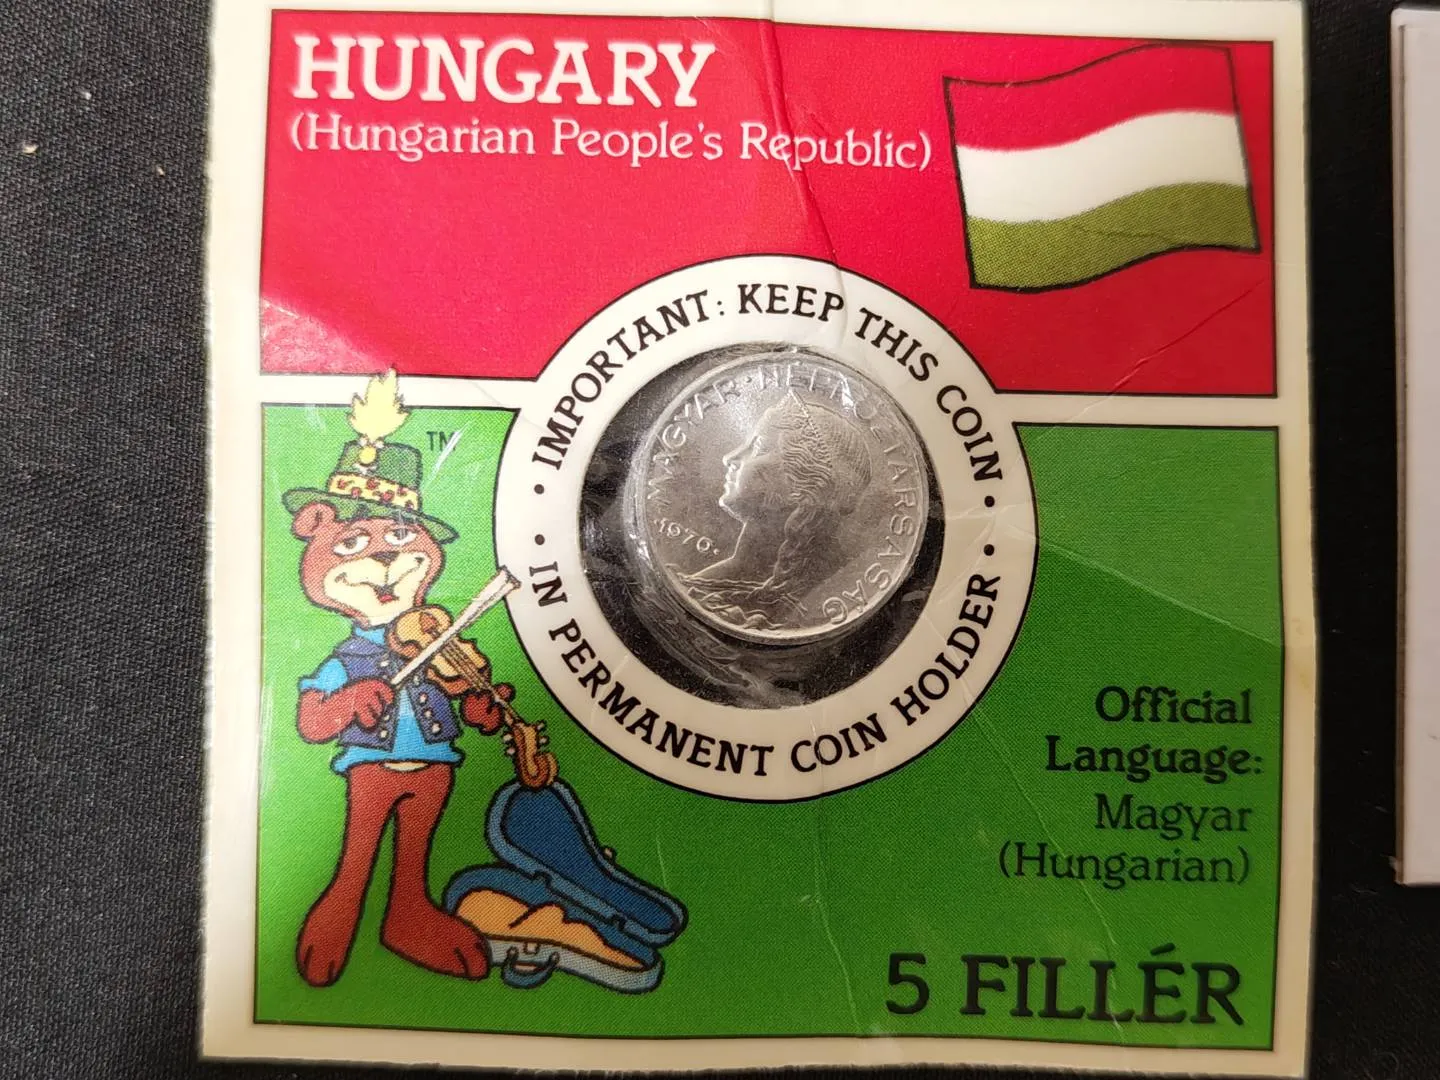 HUNGARY
(Hungarian People's Republic)
IMPORTANT: KEEP THIS COIN
• IN PERMANENT COIN HOLDER •
MAGYAR·NÉPKÖZTÁRSASÁG
1970.
TM
Official
Language:
Magyar
(Hungarian)
5 FILLÉR